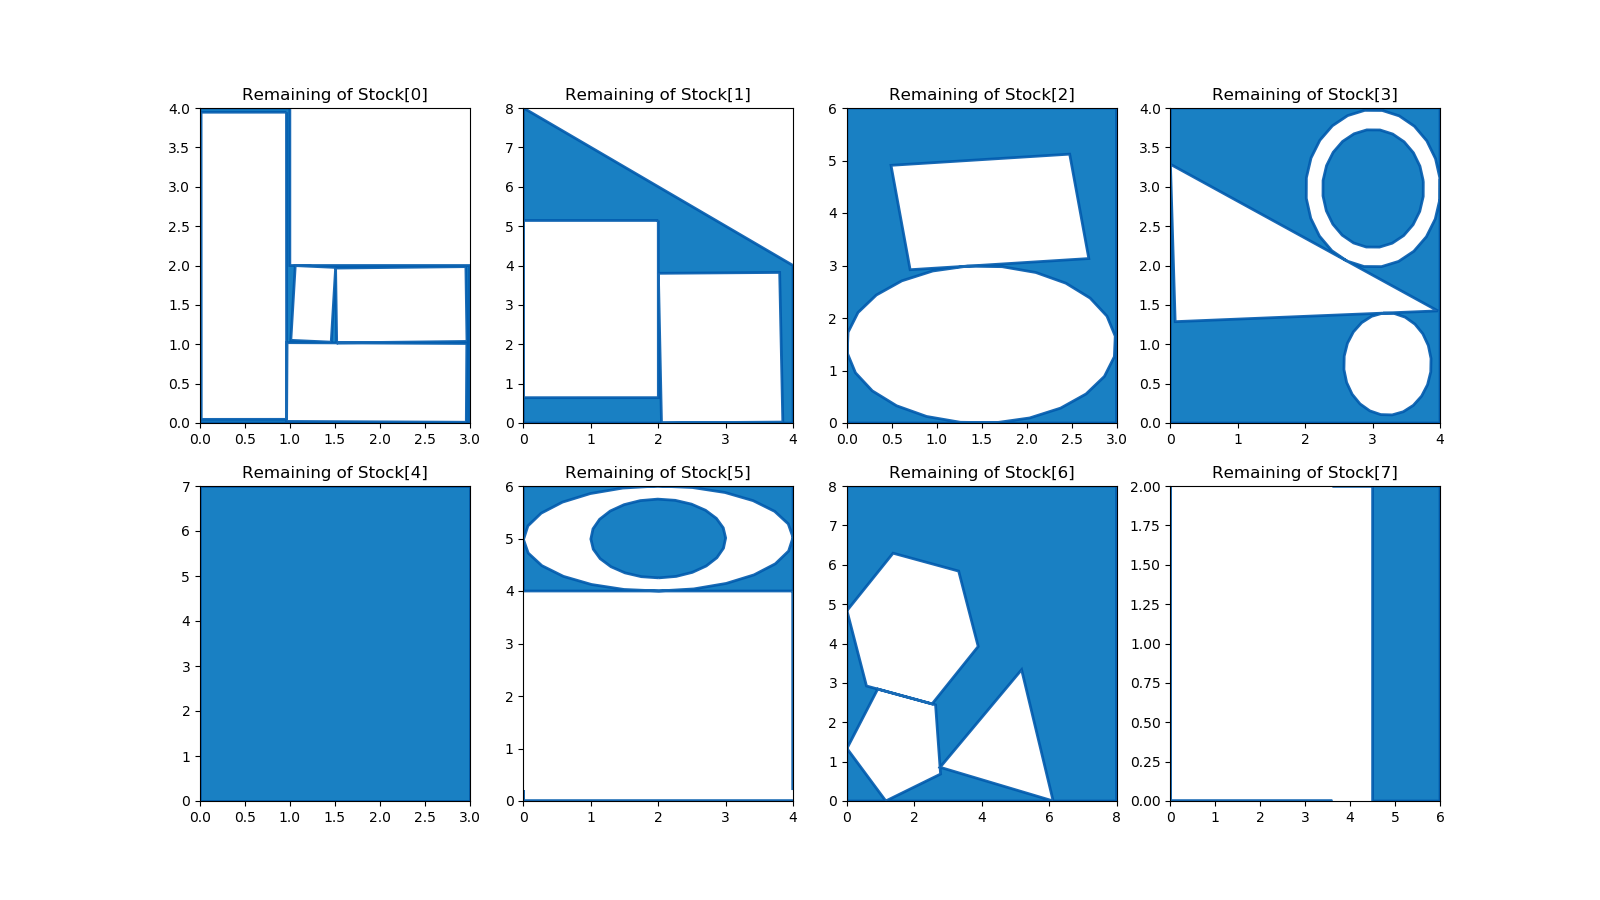 Remaining of Stock[0] Remaining of Stock[1] Remaining of Stock[2] Remaining of Stock[3]
4.0 8 6 4.0
3.5 7 5 3.5
3.0 6 4 3.0
2.5 5 3 2.5
2.0 4 2 2.0
1.5 3 1 1.5
1.0 2 0 1.0
0.5 1 0.5
0.0 0 0.0
0.0 0.5 1.0 1.5 2.0 2.5 3.0 0 1 2 3 4 0.0 0.5 1.0 1.5 2.0 2.5 3.0 0 1 2 3 4
Remaining of Stock[4] Remaining of Stock[5] Remaining of Stock[6] Remaining of Stock[7]
7 6 8 2.00
6 5 7 1.75
5 4 6 1.50
4 3 5 1.25
3 2 4 1.00
2 1 3 0.75
1 0 2 0.50
0 1 0.25
0 0.00
0.0 0.5 1.0 1.5 2.0 2.5 3.0 0 1 2 3 4 0 2 4 6 8 0 1 2 3 4 5 6